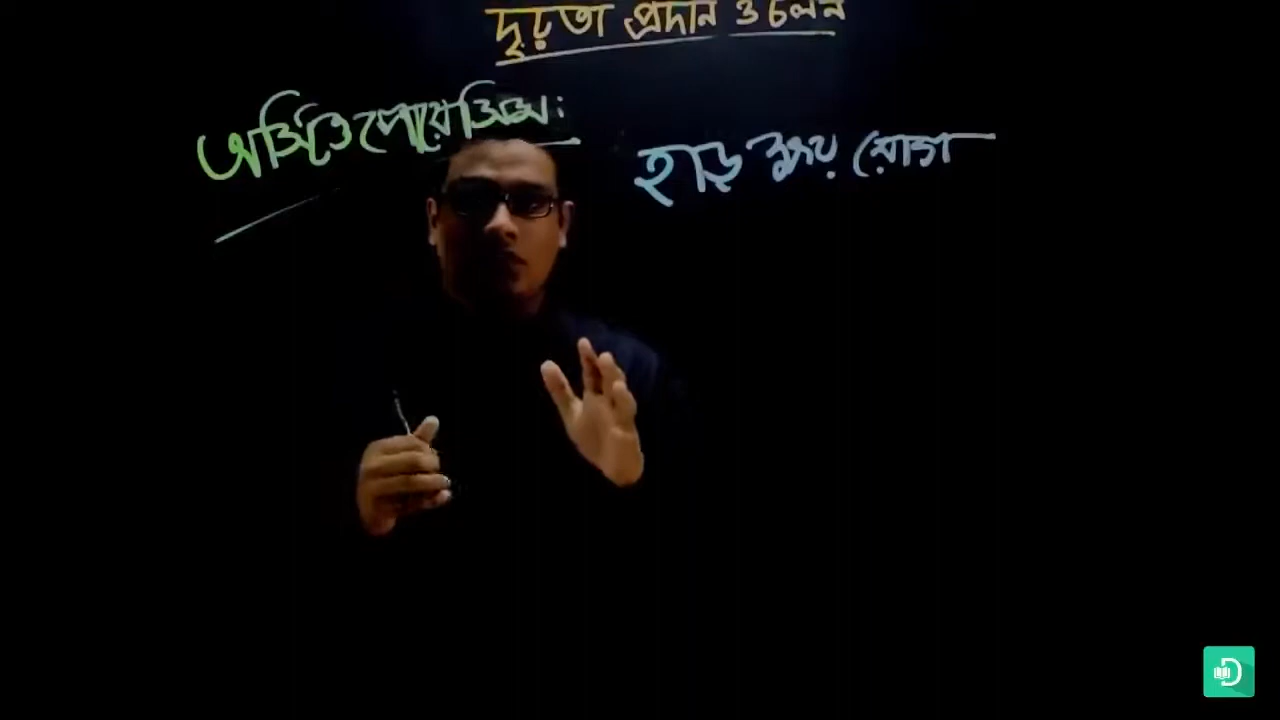 দৃঢ়তা প্রদান ও চলন
অস্টিওপোরেসিস:
হাড় ক্ষয় রোগ